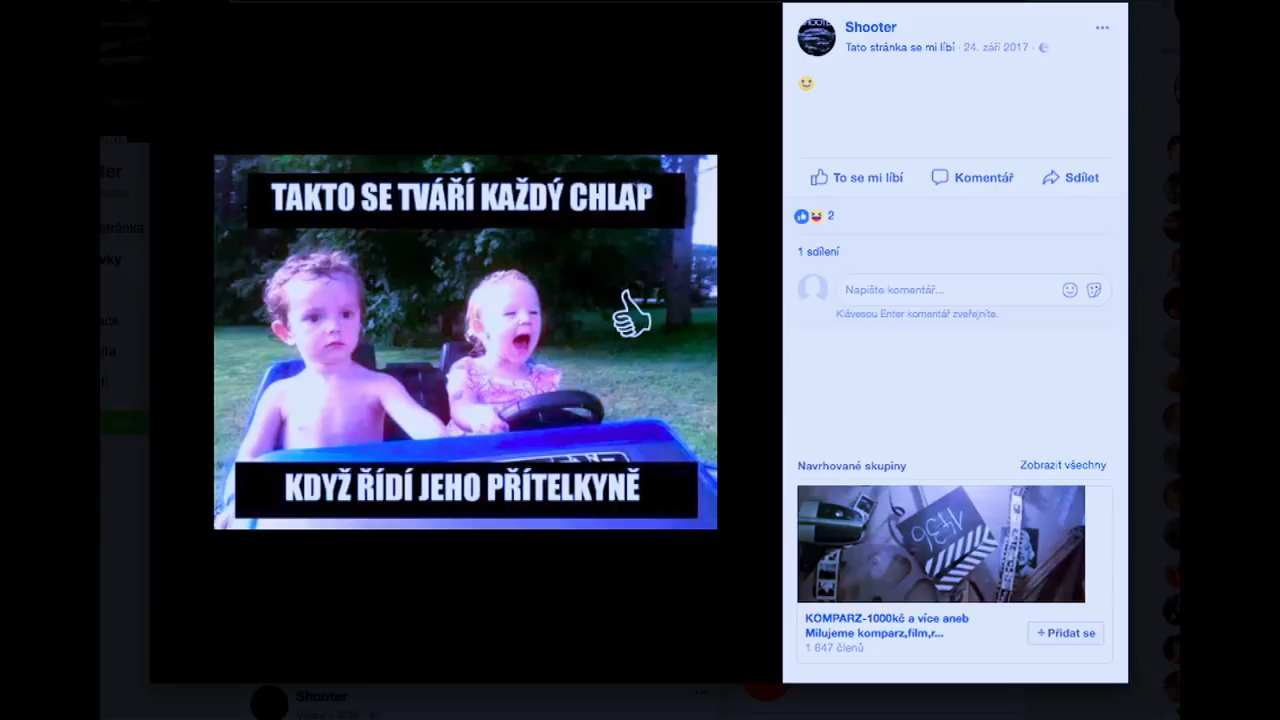 Shooter
Tato stránka se mi líbí · 24. září 2017 ·
TAKTO SE TVÁŘÍ KAŽDÝ CHLAP
KDYŽ ŘÍDÍ JEHO PŘÍTELKYNĚ
To se mi líbí Komentář Sdílet
2
1 sdílení
Napište komentář...
Klávesou Enter komentář zveřejníte.
Navrhované skupiny Zobrazit všechny
1436
KOMPARZ-1000kč a více aneb
Milujeme komparz,film,r...
+ Přidat se
1 647 členů
Shooter